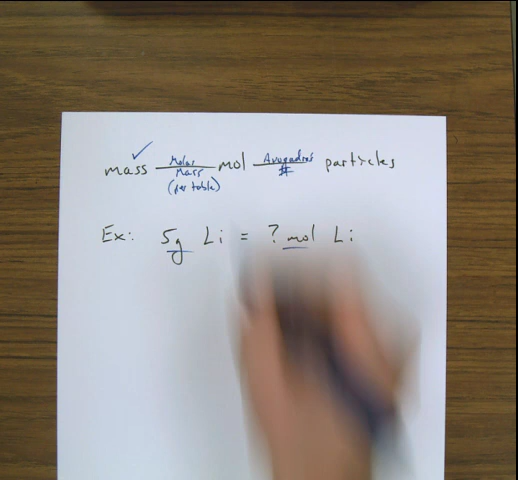 ✓
mass Molar Mass (per table) mol Avogadro's # particles
Ex: 5g Li = ? mol Li